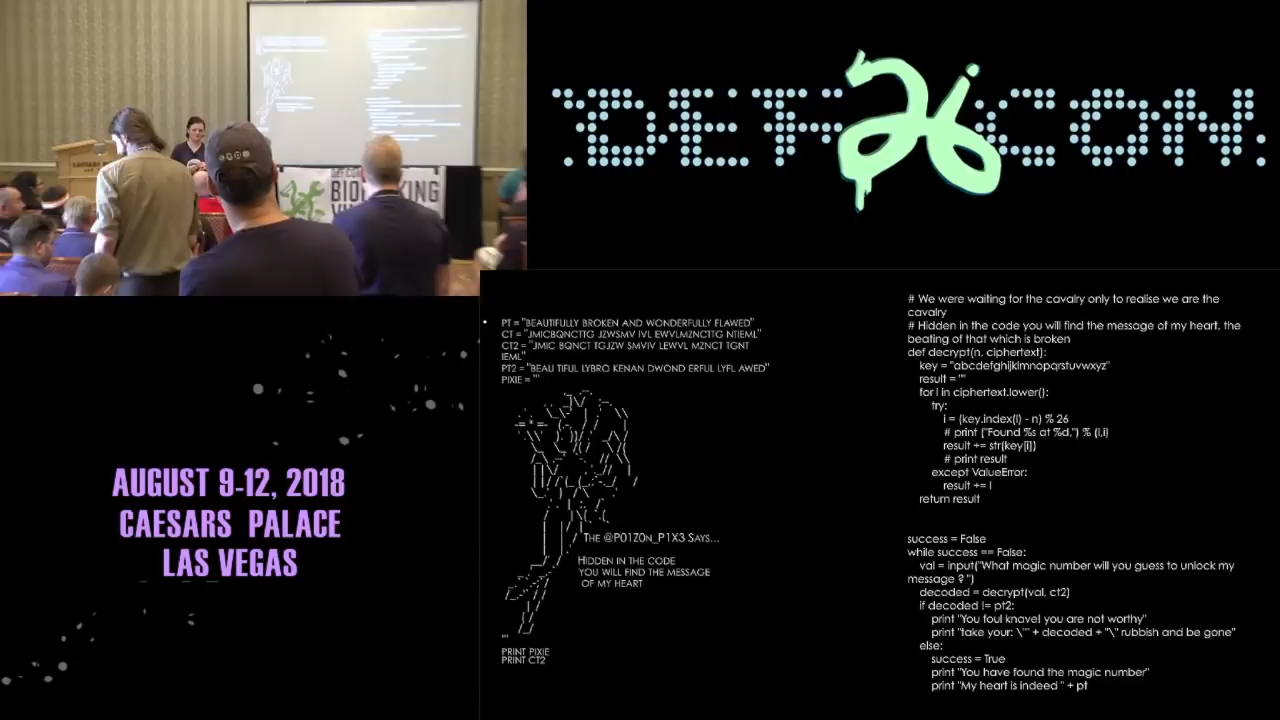 DEF CON
26
BIOHACKING
AUGUST 9-12, 2018
CAESARS PALACE
LAS VEGAS
PT = "BEAUTIFULLY BROKEN AND WONDERFULLY FLAWED"
CT = "JMICBQNCTTG JZWSMV IVL EWVLMZNCTTG NTIEML"
CT2 = "JMIC BQNCT TGJZW SMVIV LEWVL MZNCT TGNT
IEML"
PT2 = "BEAU TIFUL LYBRO KENAN DWOND ERFUL LYFL AWED"
PIXIE = """
THE @P01Z0N_P1X3 SAYS...
HIDDEN IN THE CODE
YOU WILL FIND THE MESSAGE
OF MY HEART
"""
PRINT PIXIE
PRINT CT2
# We were waiting for the cavalry only to realise we are the
cavalry
# Hidden in the code you will find the message of my heart, the
beating of that which is broken
def decrypt(n, ciphertext):
key = "abcdefghijklmnopqrstuvwxyz"
result = ""
for l in ciphertext.lower():
try:
i = (key.index(l) - n) % 26
# print ("Found %s at %d,") % (l,i)
result += str(key[i])
# print result
except ValueError:
result += l
return result
success = False
while success == False:
val = input("What magic number will you guess to unlock my
message ? ")
decoded = decrypt(val, ct2)
if decoded != pt2:
print "You foul knave! you are not worthy"
print "take your: \"" + decoded + "\" rubbish and be gone"
else:
success = True
print "You have found the magic number"
print "My heart is indeed " + pt